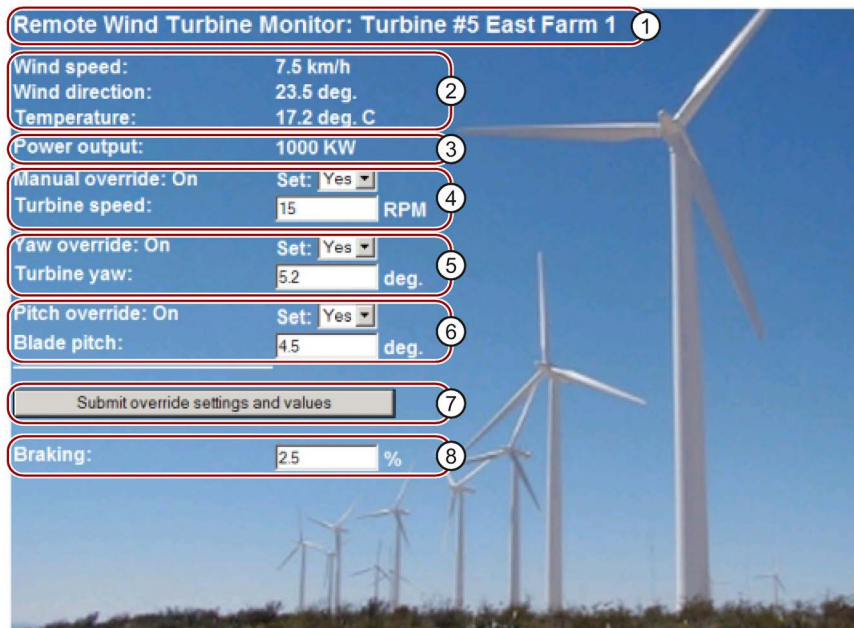 Remote Wind Turbine Monitor: Turbine #5 East Farm 1 1
Wind speed: 7.5 km/h
Wind direction: 23.5 deg. 2
Temperature: 17.2 deg. C
Power output: 1000 KW 3
Manual override: On Set: Yes 4
Turbine speed: 15 RPM
Yaw override: On Set: Yes 5
Turbine yaw: 5.2 deg.
Pitch override: On Set: Yes 6
Blade pitch: 4.5 deg.
Submit override settings and values 7
Braking: 2.5 % 8